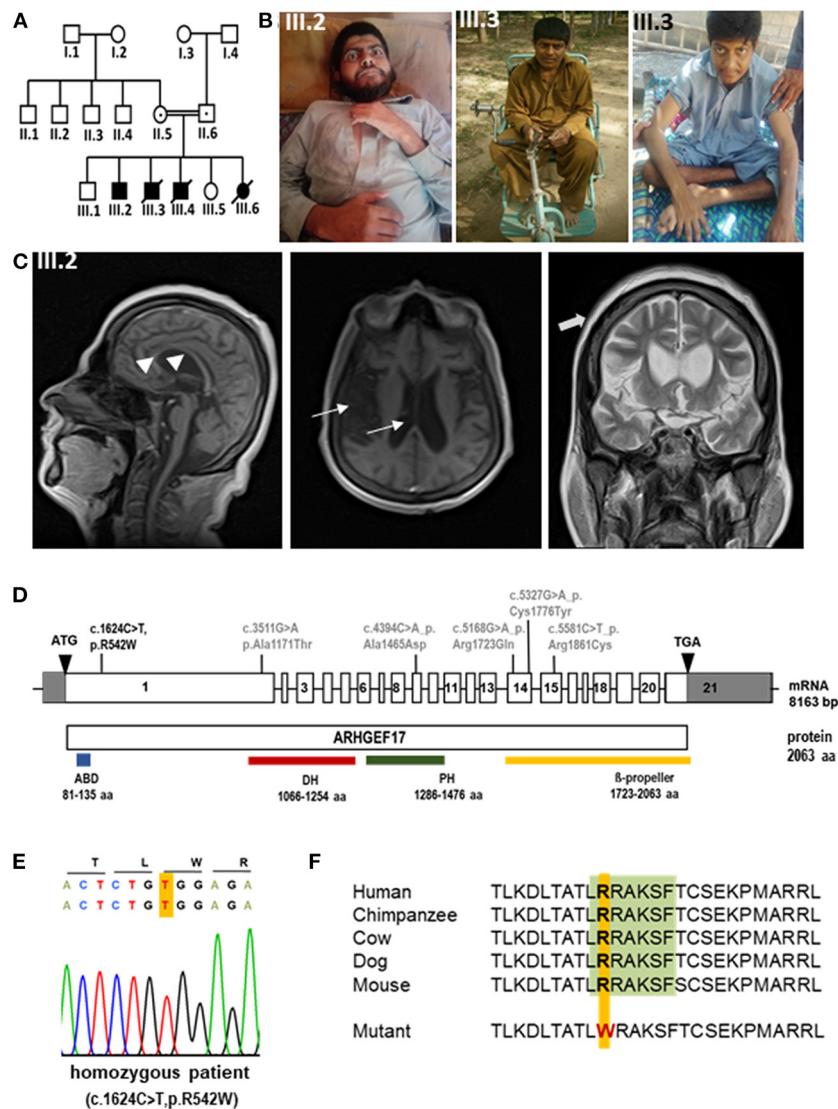 A
I.1
I.2
I.3
I.4
II.1
II.2
II.3
II.4
II.5
II.6
III.1
III.2
III.3
III.4
III.5
III.6
B
III.2
III.3
III.3
C
III.2
D
ATG
c.1624C>T,
p.R542W
c.3511G>A
p.Ala1171Thr
c.4394C>A_p.
Ala1465Asp
c.5168G>A_p.
Arg1723Gln
c.5327G>A_p.
Cys1776Tyr
c.5581C>T_p.
Arg1861Cys
TGA
1 3 6 8 11 13 14 15 18 20 21
mRNA
8163 bp
ARHGEF17
protein
2063 aa
ABD
81-135 aa
DH
1066-1254 aa
PH
1286-1476 aa
ß-propeller
1723-2063 aa
E
T L W R
A C T C T G T G G A G A
A C T C T G T G G A G A
homozygous patient
(c.1624C>T,p.R542W)
F
Human TLKDLTATLRRAKSFTCSEKPMARRL
Chimpanzee TLKDLTATLRRAKSFTCSEKPMARRL
Cow TLKDLTATLRRAKSFTCSEKPMARRL
Dog TLKDLTATLRRAKSFTCSEKPMARRL
Mouse TLKDLTATLRRAKSFSCSEKPMARRL
Mutant TLKDLTATLWRAKSFTCSEKPMARRL